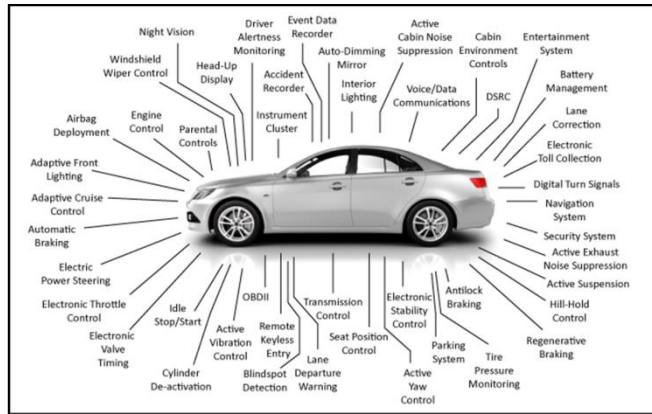 Night Vision
Driver
Alertness
Monitoring
Event Data
Recorder
Auto-Dimming
Mirror
Active
Cabin Noise
Suppression
Cabin
Environment
Controls
Entertainment
System
Windshield
Wiper Control
Head-Up
Display
Accident
Recorder
Interior
Lighting
Voice/Data
Communications
DSRC
Battery
Management
Lane
Correction
Electronic
Toll Collection
Digital Turn Signals
Navigation
System
Security System
Active Exhaust
Noise Suppression
Active Suspension
Hill-Hold
Control
Regenerative
Braking
Airbag
Deployment
Engine
Control
Parental
Controls
Instrument
Cluster
Adaptive Front
Lighting
Adaptive Cruise
Control
Automatic
Braking
Electric
Power Steering
Electronic Throttle
Control
Electronic
Valve
Timing
Idle
Stop/Start
Cylinder
De-activation
Active
Vibration
Control
OBDII
Remote
Keyless
Entry
Blindspot
Detection
Lane
Departure
Warning
Transmission
Control
Seat Position
Control
Active
Yaw
Control
Electronic
Stability
Control
Parking
System
Antilock
Braking
Tire
Pressure
Monitoring